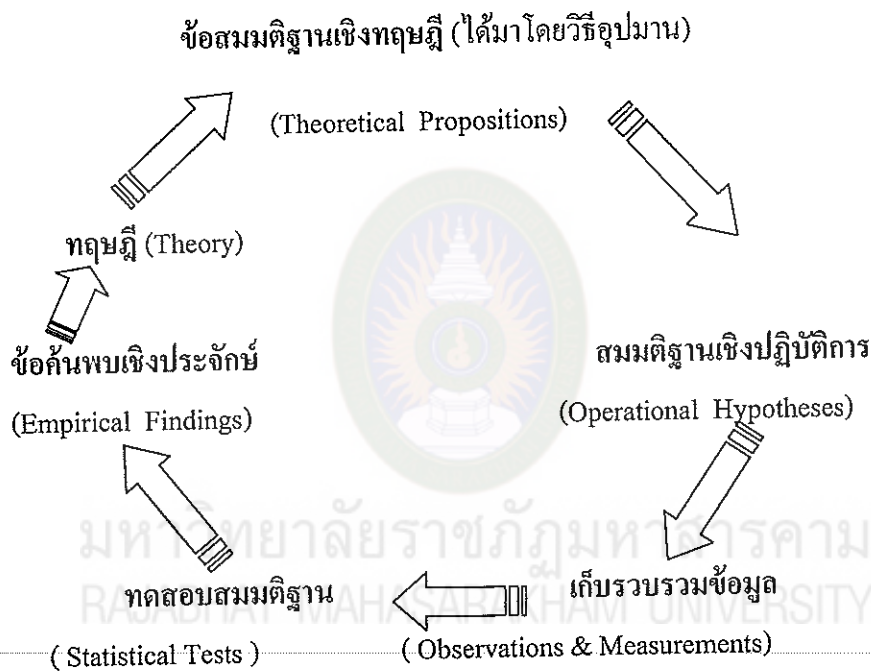 ข้อสมมติฐานเชิงทฤษฎี (ได้มาโดยวิธีอุปมาน)
(Theoretical Propositions)
ทฤษฎี (Theory)
ข้อค้นพบเชิงประจักษ์
(Empirical Findings)
สมมติฐานเชิงปฏิบัติการ
(Operational Hypotheses)
มหาวิทยาลัยราชภัฏมหาสารคาม
RAJABHAT MAHASARAKHAM UNIVERSITY
ทดสอบสมมติฐาน
( Statistical Tests )
เก็บรวบรวมข้อมูล
( Observations & Measurements)